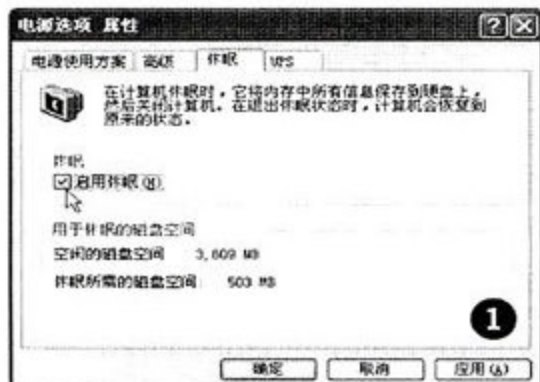 电源选项 属性
电源使用方案 高级 休眠 UPS
在计算机休眠时，它将内存中所有信息保存到硬盘上，
然后关闭计算机。在退出休眠状态时，计算机会恢复到
原来的状态。
休眠
启用休眠(H)
用于休眠的磁盘空间
空闲的磁盘空间 3,609 MB
休眠所需的磁盘空间: 503 MB
1
确定 取消 应用(A)